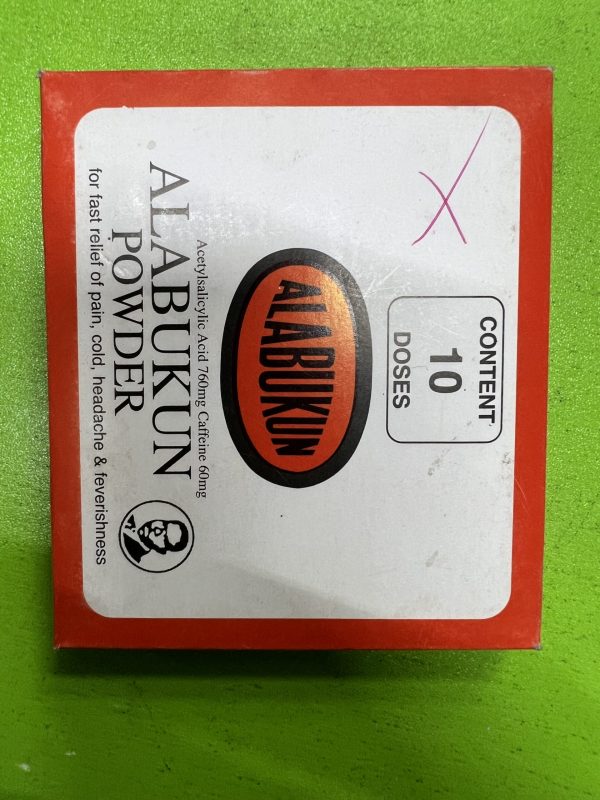 CONTENT
10
DOSES
ALABUKUN
Acetylsalicylic Acid 760mg Caffeine 60mg
ALABUKUN
POWDER
for fast relief of pain, cold, headache & feverishness